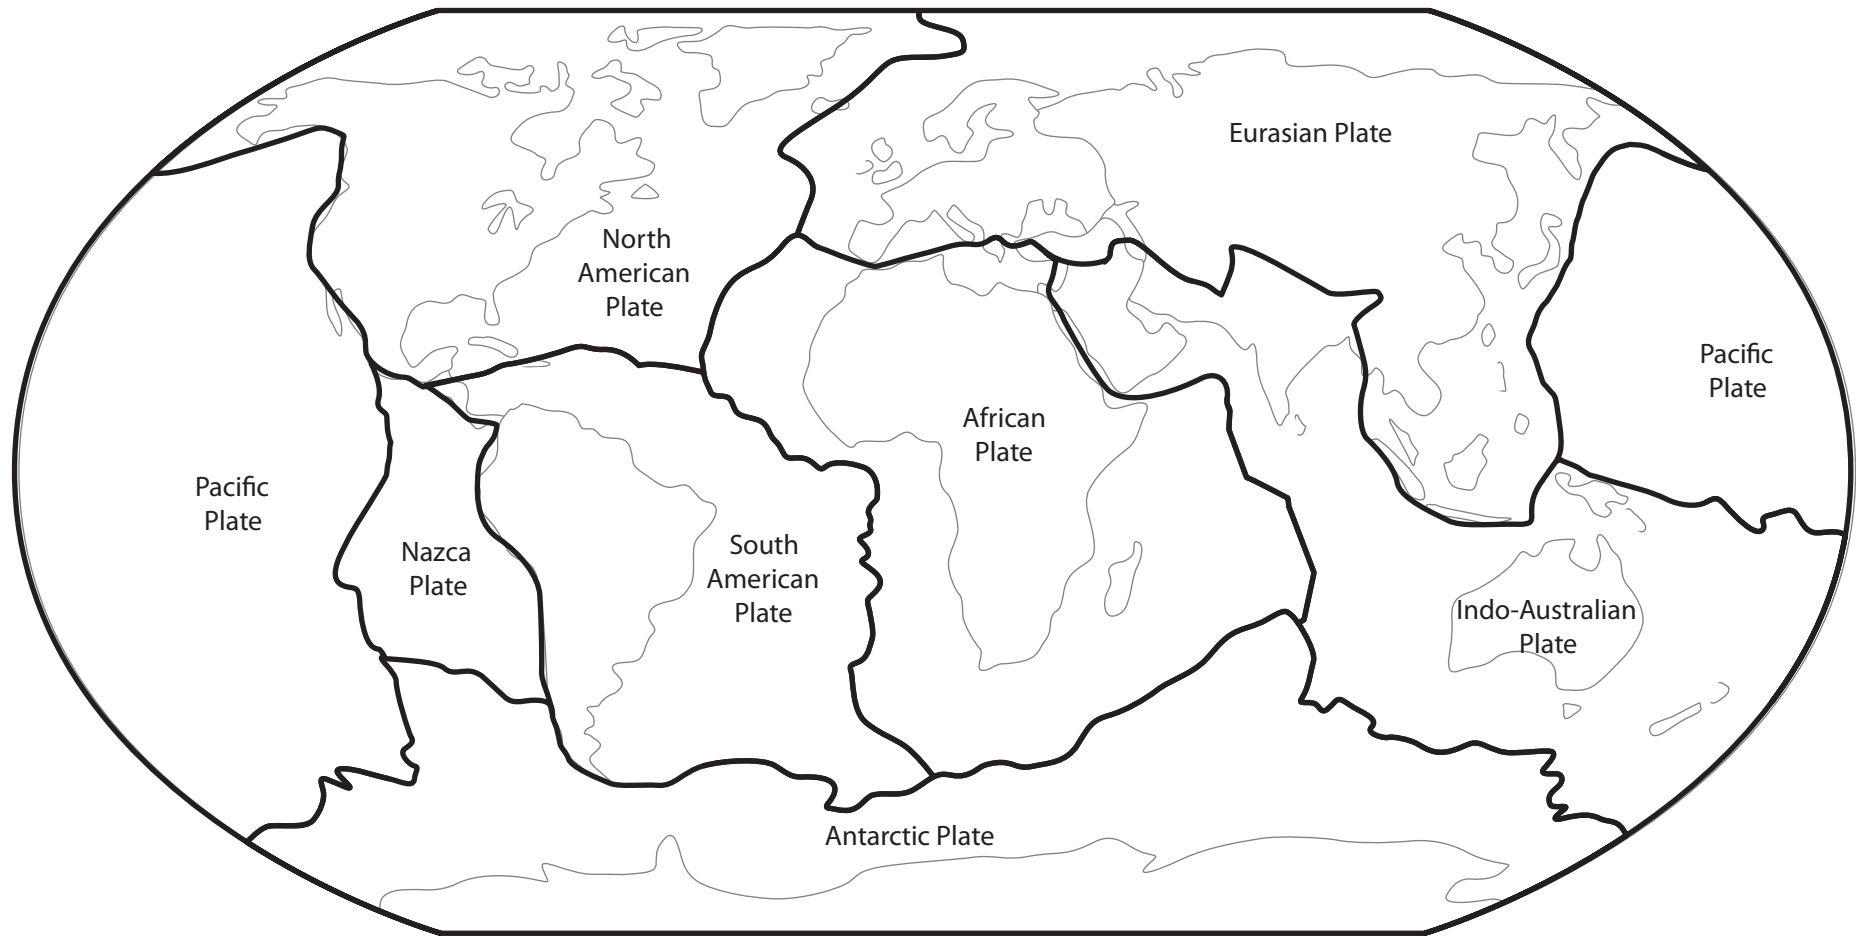 Eurasian Plate
North
American
Plate
Pacific
Plate
African
Plate
Pacific
Plate
Nazca
Plate
South
American
Plate
Indo-Australian
Plate
Antarctic Plate